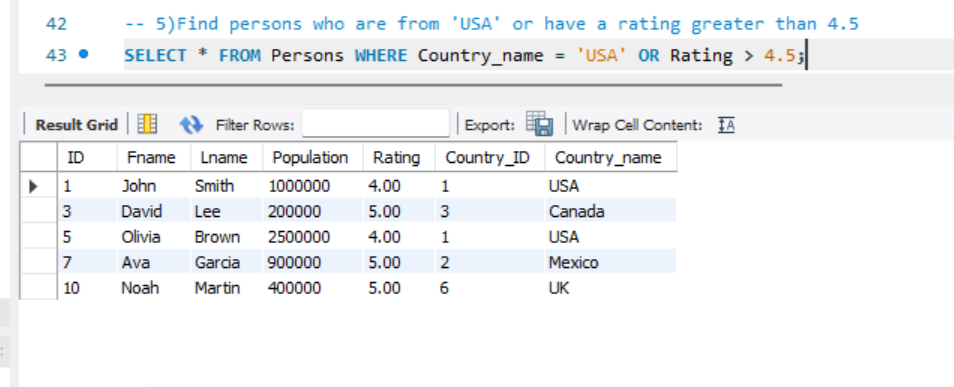 42 -- 5)Find persons who are from 'USA' or have a rating greater than 4.5
43 SELECT * FROM Persons WHERE Country_name = 'USA' OR Rating > 4.5;
Result Grid Filter Rows: Export: Wrap Cell Content: IA
ID Fname Lname Population Rating Country_ID Country_name
1 John Smith 1000000 4.00 1 USA
3 David Lee 200000 5.00 3 Canada
5 Olivia Brown 2500000 4.00 1 USA
7 Ava Garcia 900000 5.00 2 Mexico
10 Noah Martin 400000 5.00 6 UK